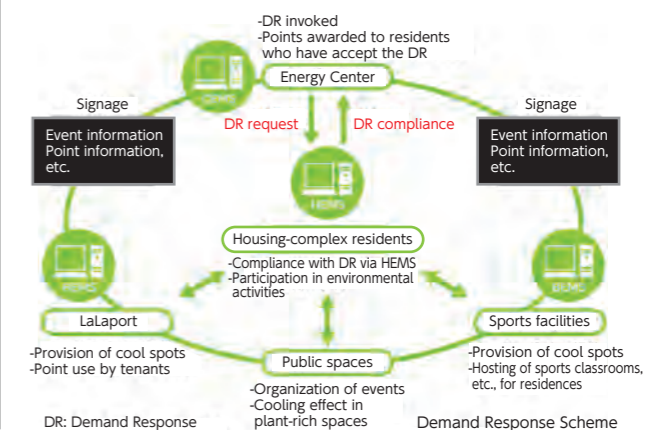 -DR invoked
-Points awarded to residents
who have accept the DR
Energy Center
Signage
Event information
Point information,
etc.
DR request
DR compliance
Signage
Event information
Point information,
etc.
HEMS
Housing-complex residents
-Compliance with DR via HEMS
-Participation in environmental
activities
LaLaport
-Provision of cool spots
-Point use by tenants
Public spaces
-Organization of events
-Cooling effect in
plant-rich spaces
Sports facilities
-Provision of cool spots
-Hosting of sports classrooms,
etc., for residences
DR: Demand Response
Demand Response Scheme